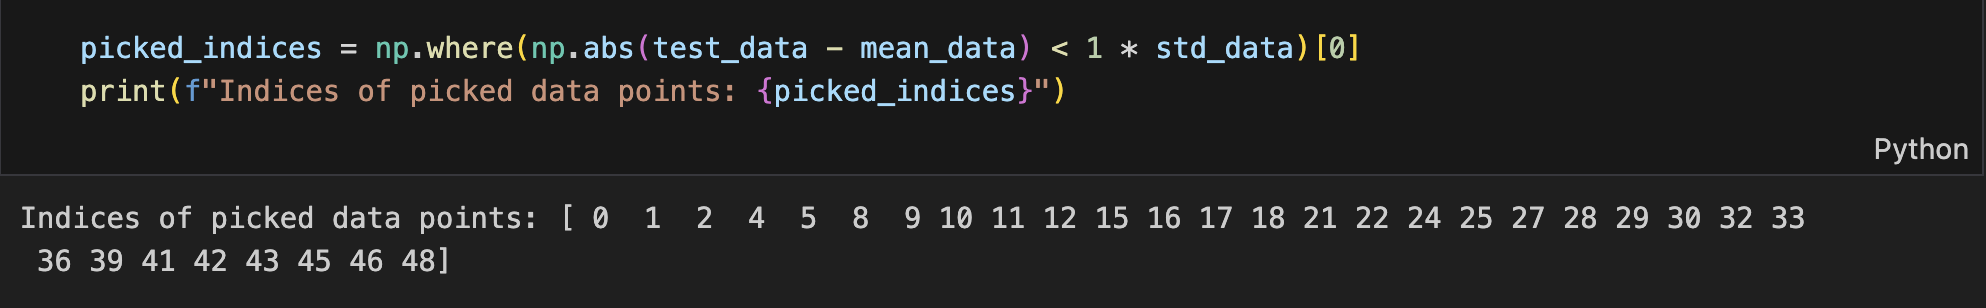 picked_indices = np.where(np.abs(test_data - mean_data) < 1 * std_data)[0]
print(f"Indices of picked data points: {picked_indices}")
Python
Indices of picked data points: [ 0  1  2  4  5  8  9 10 11 12 15 16 17 18 21 22 24 25 27 28 29 30 32 33
 36 39 41 42 43 45 46 48]